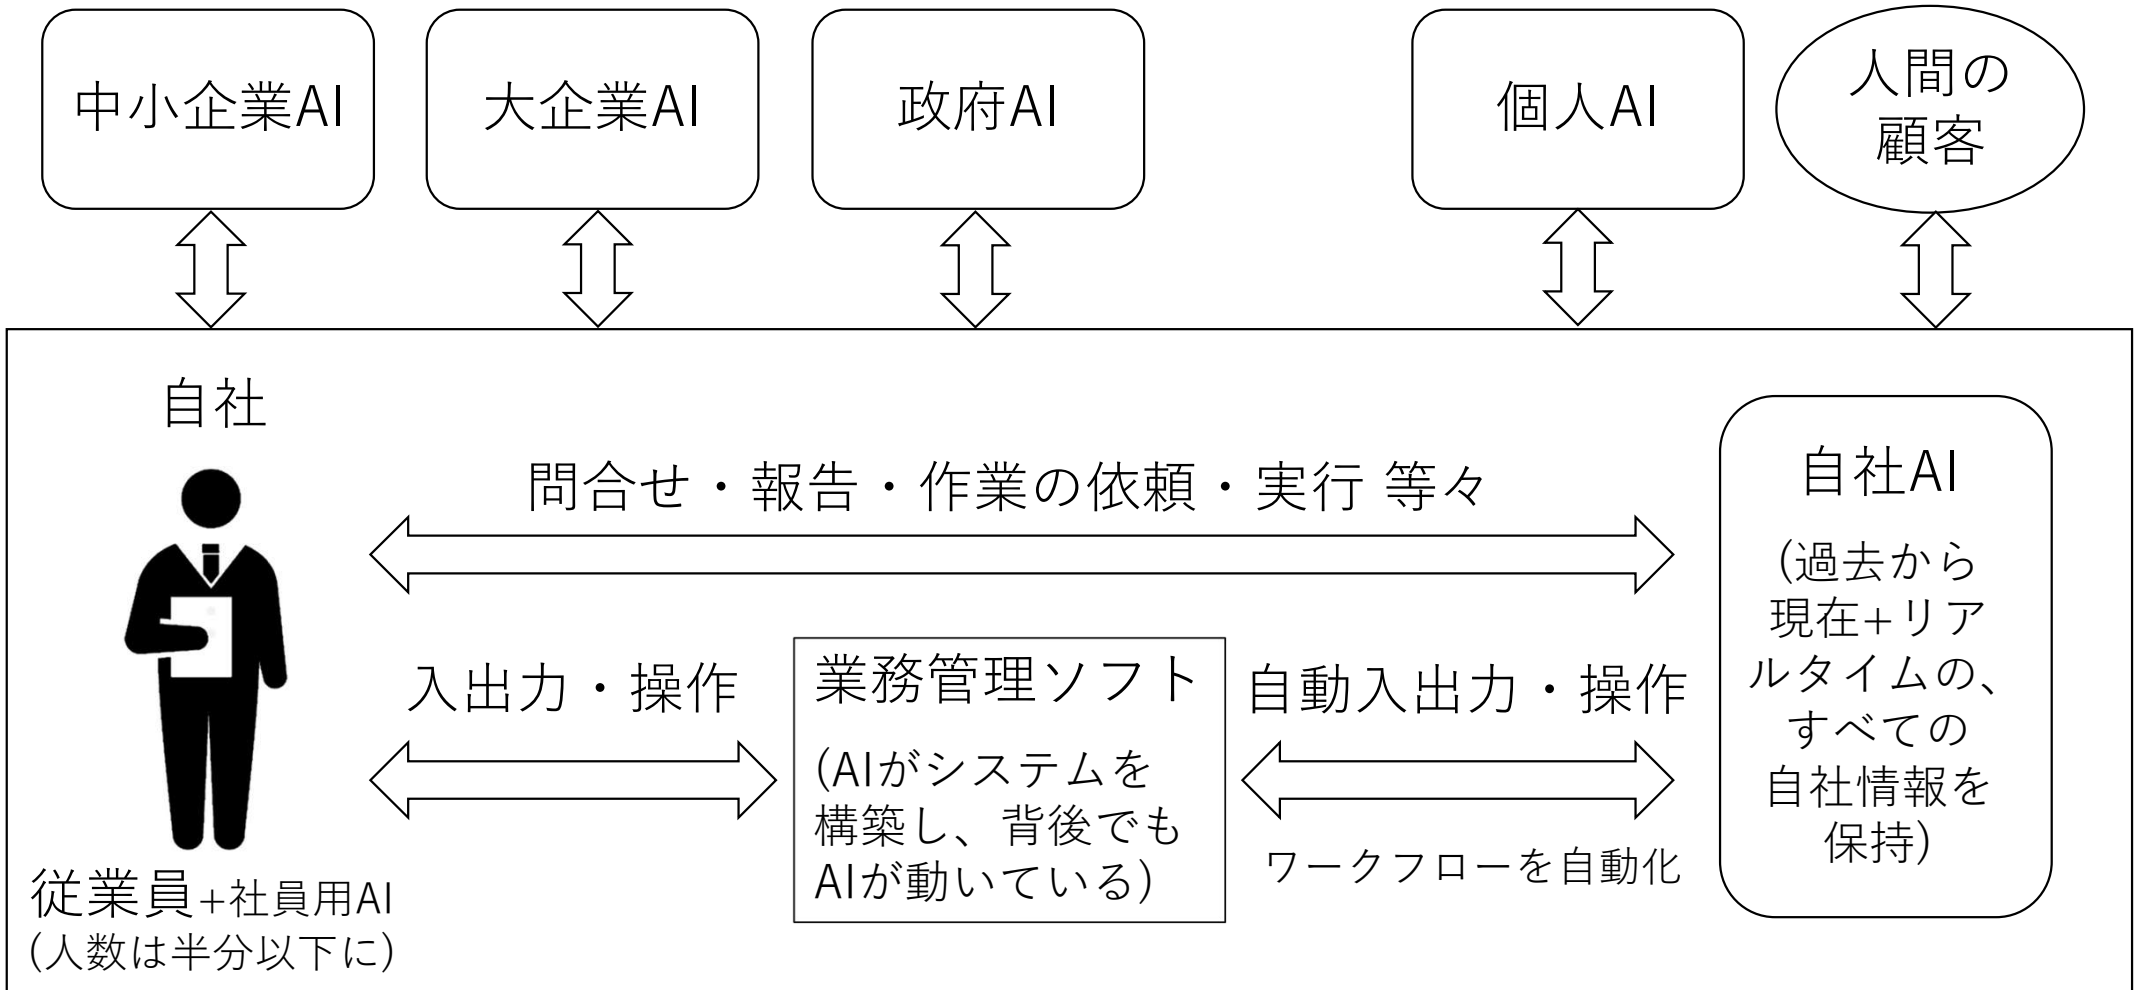 中小企業AI
大企業AI
政府AI
個人AI
人間の
顧客
自社
問合せ・報告・作業の依頼・実行 等々
自社AI
(過去から
現在+リア
ルタイムの、
すべての
自社情報を
保持)
入出力・操作
業務管理ソフト
(AIがシステムを
構築し、背後でも
AIが動いている)
自動入出力・操作
ワークフローを自動化
従業員+社員用AI
(人数は半分以下に)